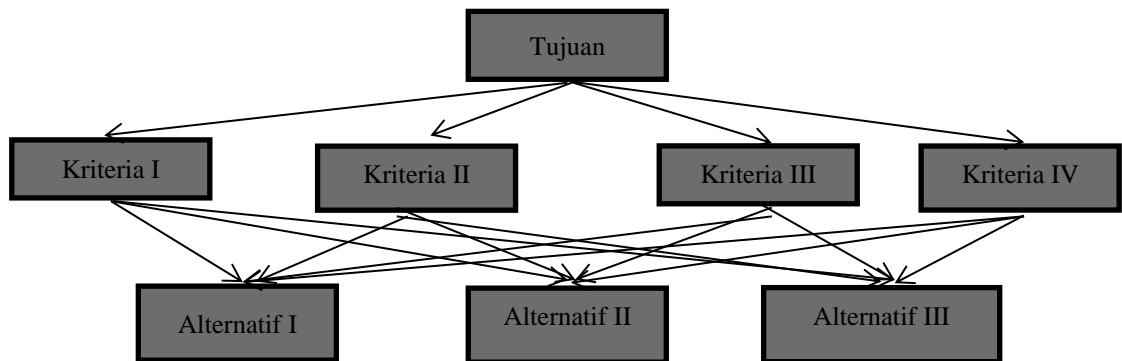 Tujuan
Kriteria I
Kriteria II
Kriteria III
Kriteria IV
Alternatif I
Alternatif II
Alternatif III